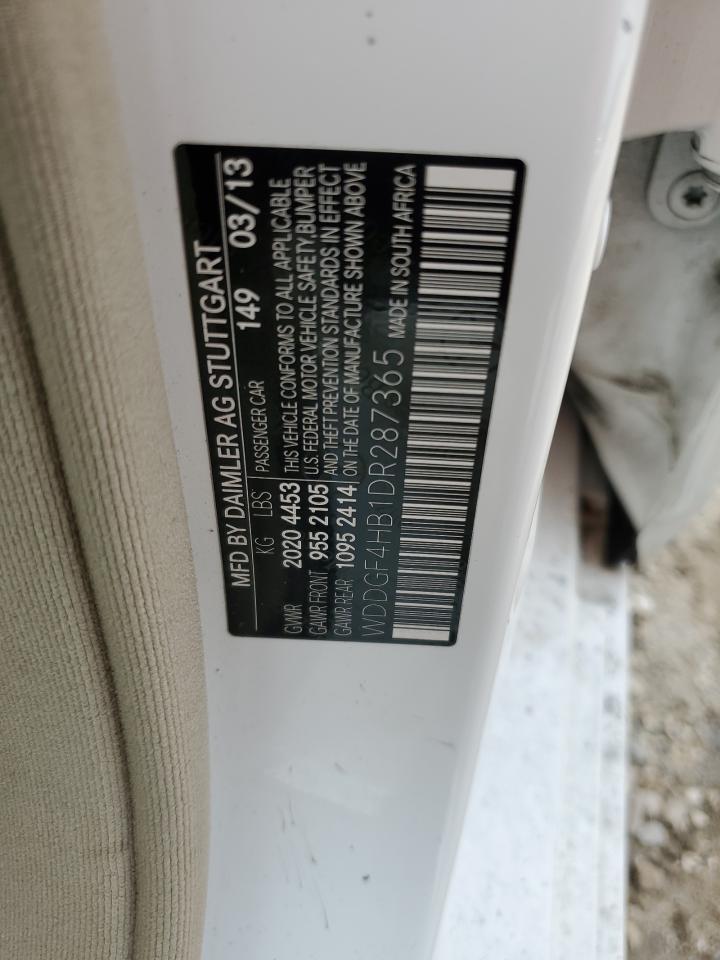 MFD BY DAIMLER AG STUTTGART
149 03/13
KG LBS PASSENGER CAR
GVWR 2020 4453 THIS VEHICLE CONFORMS TO ALL APPLICABLE
GAWR FRONT 955 2105 U.S. FEDERAL MOTOR VEHICLE SAFETY, BUMPER
GAWR REAR 1095 2414 AND THEFT PREVENTION STANDARDS IN EFFECT
ON THE DATE OF MANUFACTURE SHOWN ABOVE
WDDGF4HB1DR287365 MADE IN SOUTH AFRICA